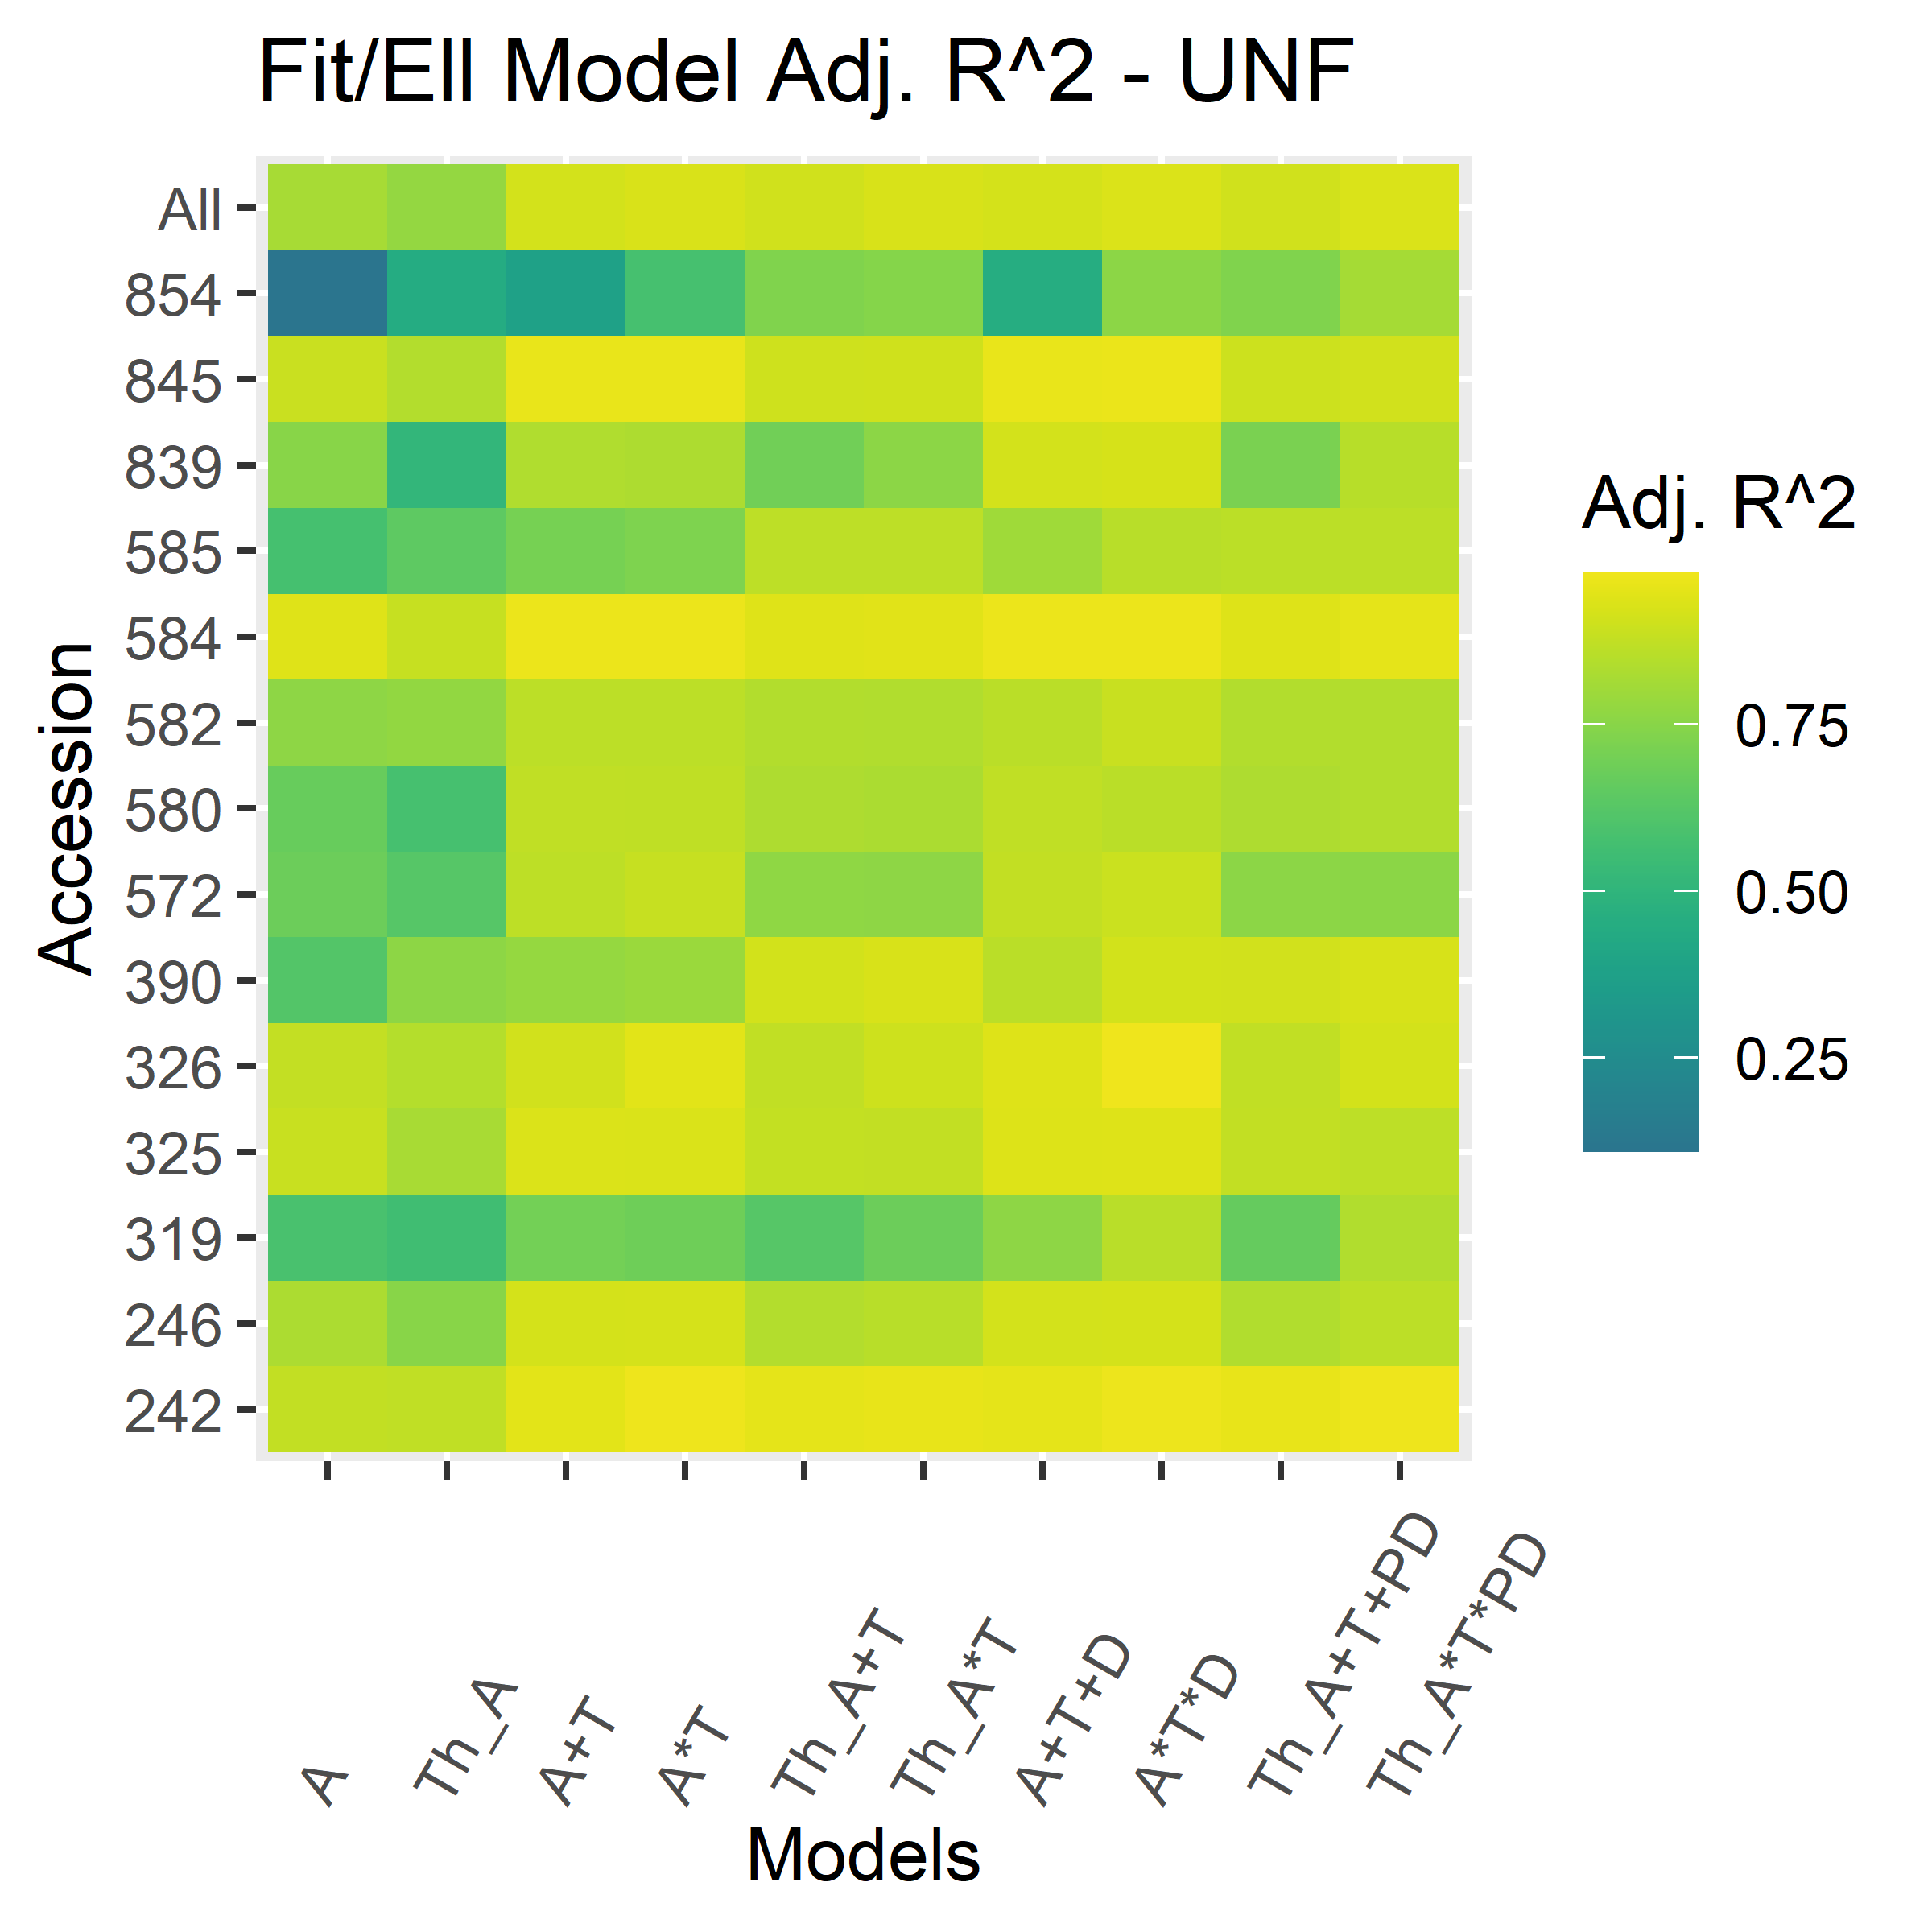 Fit/Ell Model Adj. R^2 - UNF
Accession
All
854
845
839
585
584
582
580
572
390
326
325
319
246
242
A
Th_A
A+T
A*T
Th_A+T
Th_A*T
A+T+D
A*T*D
Th_A+T+PD
Th_A*T*PD
Models
Adj. R^2
0.75
0.50
0.25